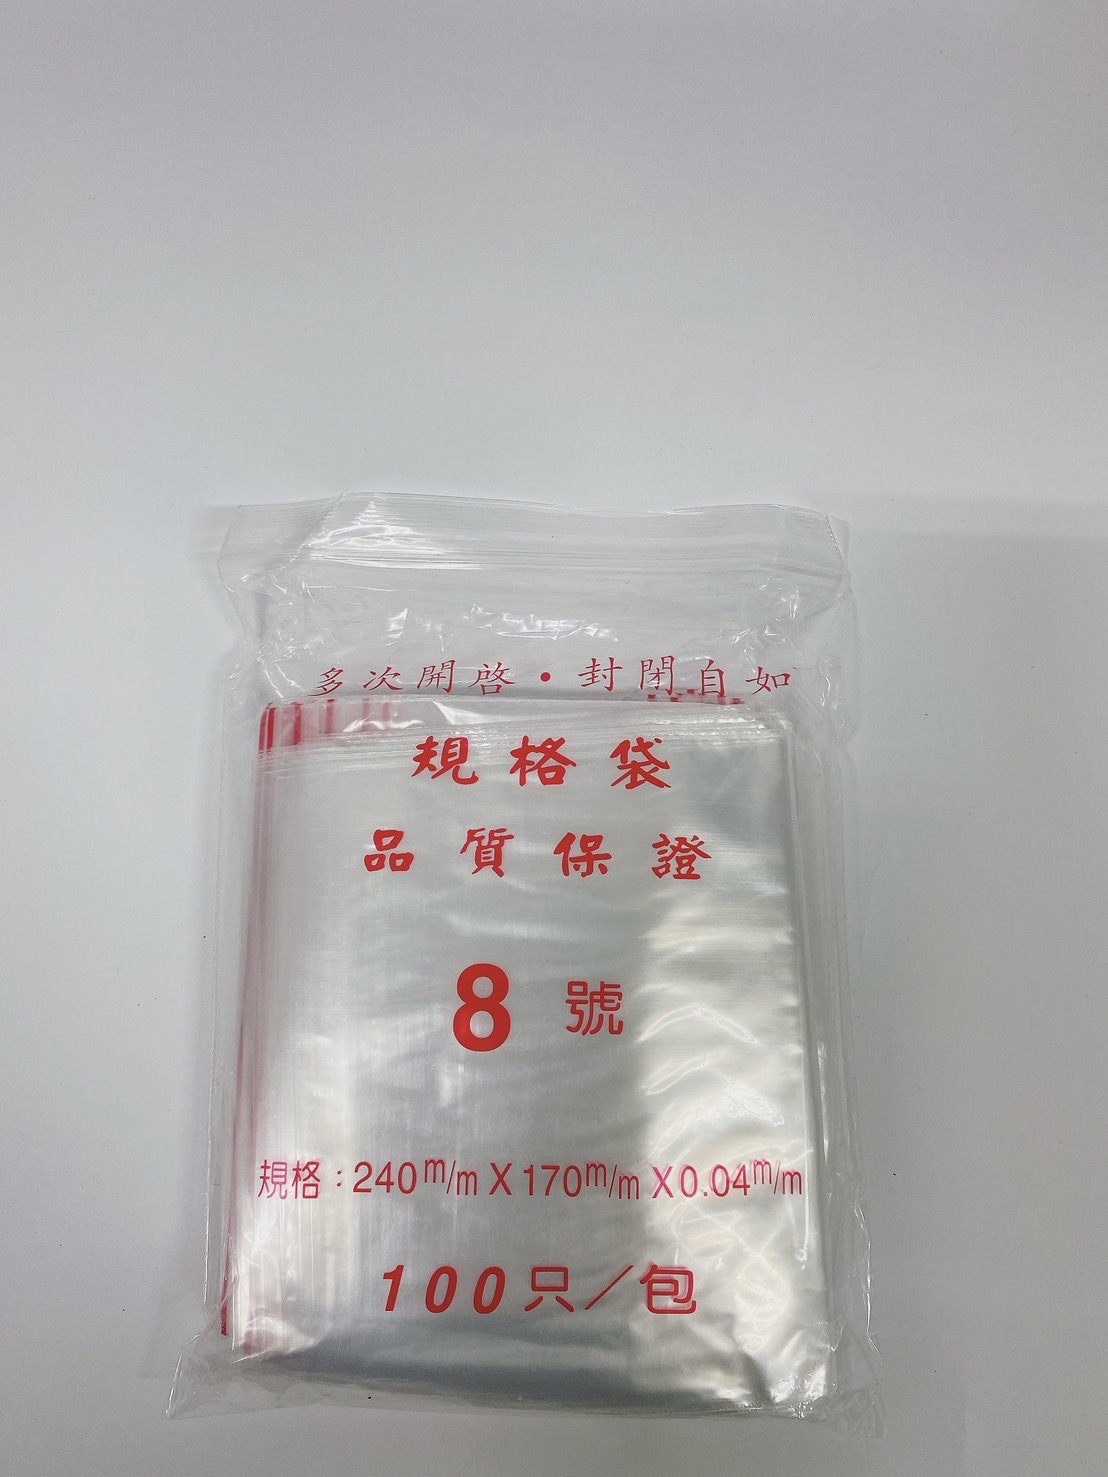 多次開啓・封閉自如
規格袋
品質保證
8號
規格:240m/m X 170m/m X 0.04m/m
100只/包